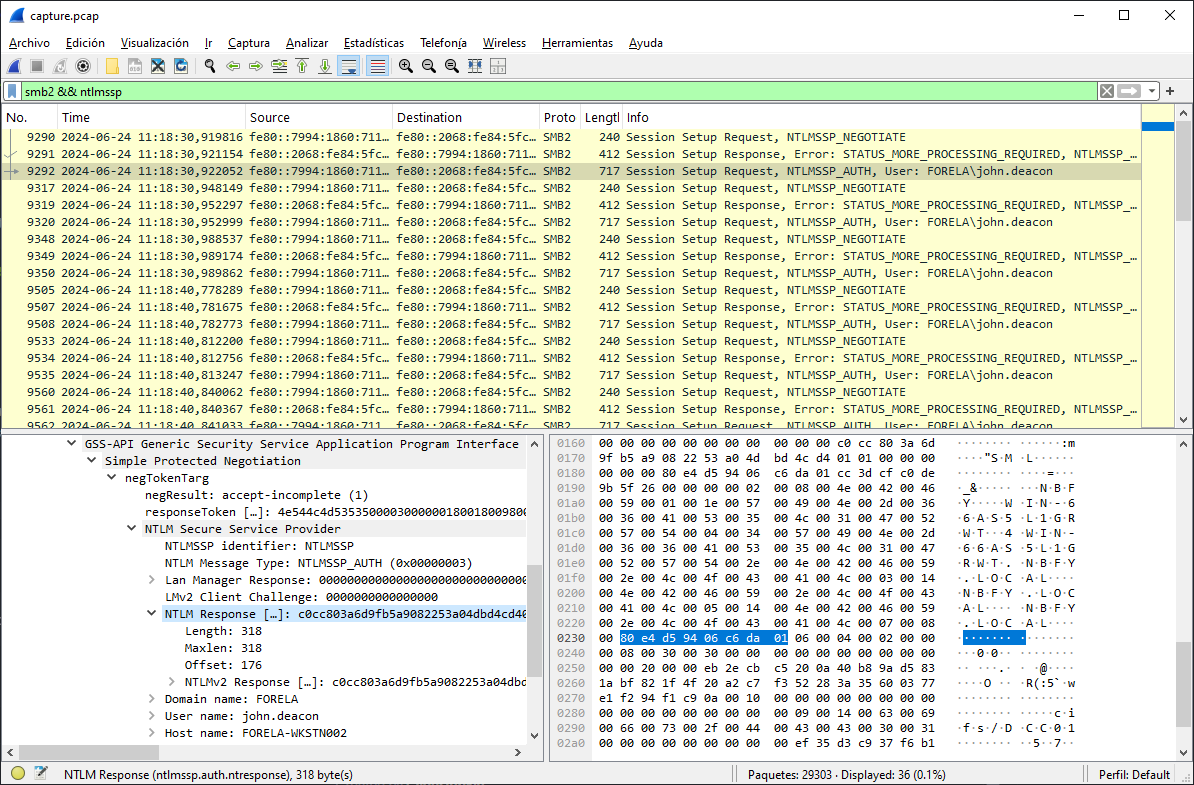 capture.pcap
Archivo Edición Visualización Ir Captura Analizar Estadísticas Telefonía Wireless Herramientas Ayuda
smb2 && ntlmssp
No. Time Source Destination Proto Lengtl Info
9290 2024-06-24 11:18:30,919816 fe80::7994:1860:711… fe80::2068:fe84:5fc… SMB2 240 Session Setup Request, NTLMSSP_NEGOTIATE
9291 2024-06-24 11:18:30,921154 fe80::2068:fe84:5fc… fe80::7994:1860:711… SMB2 412 Session Setup Response, Error: STATUS_MORE_PROCESSING_REQUIRED, NTLMSSP_…
9292 2024-06-24 11:18:30,922052 fe80::7994:1860:711… fe80::2068:fe84:5fc… SMB2 717 Session Setup Request, NTLMSSP_AUTH, User: FORELA\john.deacon
9317 2024-06-24 11:18:30,948149 fe80::7994:1860:711… fe80::2068:fe84:5fc… SMB2 240 Session Setup Request, NTLMSSP_NEGOTIATE
9319 2024-06-24 11:18:30,952297 fe80::2068:fe84:5fc… fe80::7994:1860:711… SMB2 412 Session Setup Response, Error: STATUS_MORE_PROCESSING_REQUIRED, NTLMSSP_…
9320 2024-06-24 11:18:30,952999 fe80::7994:1860:711… fe80::2068:fe84:5fc… SMB2 717 Session Setup Request, NTLMSSP_AUTH, User: FORELA\john.deacon
9348 2024-06-24 11:18:30,988537 fe80::7994:1860:711… fe80::2068:fe84:5fc… SMB2 240 Session Setup Request, NTLMSSP_NEGOTIATE
9349 2024-06-24 11:18:30,989174 fe80::2068:fe84:5fc… fe80::7994:1860:711… SMB2 412 Session Setup Response, Error: STATUS_MORE_PROCESSING_REQUIRED, NTLMSSP_…
9350 2024-06-24 11:18:30,989862 fe80::7994:1860:711… fe80::2068:fe84:5fc… SMB2 717 Session Setup Request, NTLMSSP_AUTH, User: FORELA\john.deacon
9505 2024-06-24 11:18:40,778289 fe80::7994:1860:711… fe80::2068:fe84:5fc… SMB2 240 Session Setup Request, NTLMSSP_NEGOTIATE
9507 2024-06-24 11:18:40,781675 fe80::2068:fe84:5fc… fe80::7994:1860:711… SMB2 412 Session Setup Response, Error: STATUS_MORE_PROCESSING_REQUIRED, NTLMSSP_…
9508 2024-06-24 11:18:40,782773 fe80::7994:1860:711… fe80::2068:fe84:5fc… SMB2 717 Session Setup Request, NTLMSSP_AUTH, User: FORELA\john.deacon
9533 2024-06-24 11:18:40,812200 fe80::7994:1860:711… fe80::2068:fe84:5fc… SMB2 240 Session Setup Request, NTLMSSP_NEGOTIATE
9534 2024-06-24 11:18:40,812756 fe80::2068:fe84:5fc… fe80::7994:1860:711… SMB2 412 Session Setup Response, Error: STATUS_MORE_PROCESSING_REQUIRED, NTLMSSP_…
9535 2024-06-24 11:18:40,813247 fe80::7994:1860:711… fe80::2068:fe84:5fc… SMB2 717 Session Setup Request, NTLMSSP_AUTH, User: FORELA\john.deacon
9560 2024-06-24 11:18:40,840062 fe80::7994:1860:711… fe80::2068:fe84:5fc… SMB2 240 Session Setup Request, NTLMSSP_NEGOTIATE
9561 2024-06-24 11:18:40,840367 fe80::2068:fe84:5fc… fe80::7994:1860:711… SMB2 412 Session Setup Response, Error: STATUS_MORE_PROCESSING_REQUIRED, NTLMSSP_…
9562 2024-06-24 11:18:40,841033 fe80::7994:1860:711… fe80::2068:fe84:5fc… SMB2 717 Session Setup Request, NTLMSSP_AUTH, User: FORELA\john.deacon
GSS-API Generic Security Service Application Program Interface
Simple Protected Negotiation
negTokenTarg
negResult: accept-incomplete (1)
responseToken […]: 4e544c4d5353500003000000180018009800
NTLM Secure Service Provider
NTLMSSP identifier: NTLMSSP
NTLM Message Type: NTLMSSP_AUTH (0x00000003)
Lan Manager Response: 000000000000000000000000000000
LMv2 Client Challenge: 0000000000000000
NTLM Response […]: c0cc803a6d9fb5a9082253a04dbd4cd40
Length: 318
Maxlen: 318
Offset: 176
NTLMv2 Response […]: c0cc803a6d9fb5a9082253a04dbd
Domain name: FORELA
User name: john.deacon
Host name: FORELA-WKSTN002
0160 00 00 00 00 00 00 00 00 00 00 00 c0 cc 80 3a 6d ········ ······:m
0170 9f b5 a9 08 22 53 a0 4d bd 4c d4 01 01 00 00 00 ····"S·M ·L······
0180 00 00 00 80 e4 d5 94 06 c6 da 01 cc 3d cf c0 de ········ ····=···
0190 9b 5f 26 00 00 00 00 02 00 08 00 4e 00 42 00 46 ·_&····· ···N·B·F
01a0 00 59 00 01 00 1e 00 57 00 49 00 4e 00 2d 00 36 ·Y·····W ·I·N·-·6
01b0 00 36 00 41 00 53 00 35 00 4c 00 31 00 47 00 52 ·6·A·S·5 ·L·1·G·R
01c0 00 57 00 54 00 04 00 34 00 57 00 49 00 4e 00 2d ·W·T···4 ·W·I·N·-
01d0 00 36 00 36 00 41 00 53 00 35 00 4c 00 31 00 47 ·6·6·A·S ·5·L·1·G
01e0 00 52 00 57 00 54 00 2e 00 4e 00 42 00 46 00 59 ·R·W·T·. ·N·B·F·Y
01f0 00 2e 00 4c 00 4f 00 43 00 41 00 4c 00 03 00 14 ·.·L·O·C ·A·L····
0200 00 4e 00 42 00 46 00 59 00 2e 00 4c 00 4f 00 43 ·N·B·F·Y ·.·L·O·C
0210 00 41 00 4c 00 05 00 14 00 4e 00 42 00 46 00 59 ·A·L···· ·N·B·F·Y
0220 00 2e 00 4c 00 4f 00 43 00 41 00 4c 00 07 00 08 ·.·L·O·C ·A·L····
0230 00 80 e4 d5 94 06 c6 da 01 06 00 04 00 02 00 00 ········ ········
0240 00 08 00 30 00 30 00 00 00 00 00 00 00 00 00 00 ···0·0·· ········
0250 00 00 20 00 00 eb 2e cb c5 20 0a 40 b8 9a d5 83 ·· ···.· · ·@····
0260 1a bf 82 1f 4f 20 a2 c7 f3 52 28 3a 35 60 03 77 ····O ·· ·R(:5`·w
0270 e1 f2 94 f1 c9 0a 00 10 00 00 00 00 00 00 00 00 ········ ········
0280 00 00 00 00 00 00 00 00 00 09 00 14 00 63 00 69 ········ ·····c·i
0290 00 66 00 73 00 2f 00 44 00 43 00 43 00 30 00 31 ·f·s·/·D ·C·C·0·1
02a0 00 00 00 00 00 00 00 00 00 ef 35 d3 c9 37 f6 b1 ········ ··5··7··
NTLM Response (ntlmssp.auth.ntresponse), 318 byte(s)
Paquetes: 29303 · Displayed: 36 (0.1%)
Perfil: Default